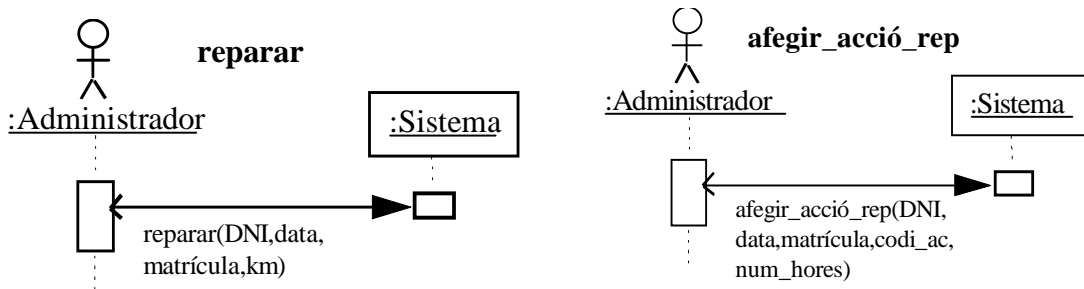 reparar
:Administrador
:Sistema
reparar(DNI,data,
matrícula,km)
afegir_acció_rep
:Administrador
:Sistema
afegir_acció_rep(DNI,
data,matrícula,codi_ac,
num_hores)